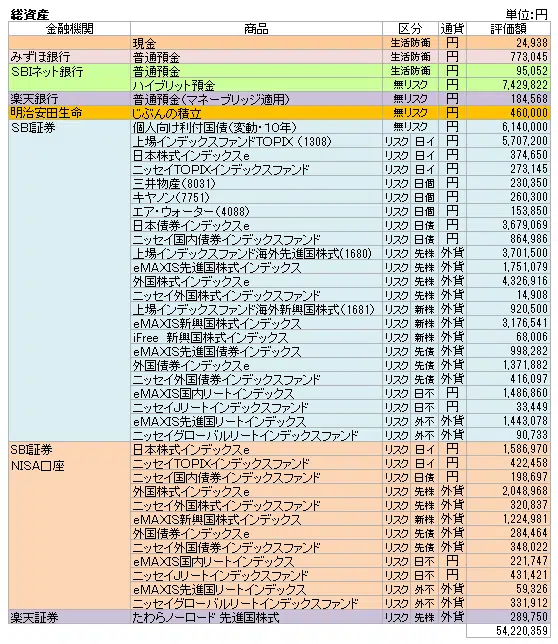 総資産 単位:円
金融機関 商品 区分 通貨 評価額
現金 生活防衛 円 24,938
みずほ銀行 普通預金 生活防衛 円 773,045
SBIネット銀行 普通預金 生活防衛 円 95,052
ハイブリット預金 無リスク 円 7,429,822
楽天銀行 普通預金(マネーブリッジ適用) 無リスク 円 184,568
明治安田生命 じぶんの積立 無リスク 円 460,000
SBI証券 個人向け利付国債(変動・10年) 無リスク 円 6,140,000
上場インデックスファンドTOPIX (1308) リスク 日イ 円 5,707,200
日本株式インデックスe リスク 日イ 円 374,650
ニッセイTOPIXインデックスファンド リスク 日イ 円 273,145
三井物産(8031) リスク 日個 円 230,350
キヤノン(7751) リスク 日個 円 260,300
エア・ウォーター(4088) リスク 日個 円 153,850
日本債券インデックスe リスク 日債 円 3,679,069
ニッセイ国内債券インデックスファンド リスク 日債 円 864,986
上場インデックスファンド海外先進国株式(1680) リスク 先株 外貨 3,701,500
eMAXIS先進国株式インデックス リスク 先株 外貨 1,751,079
外国株式インデックスe リスク 先株 外貨 4,326,916
ニッセイ外国株式インデックスファンド リスク 先株 外貨 14,908
上場インデックスファンド海外新興国株式(1681) リスク 新株 外貨 920,500
eMAXIS新興国株式インデックス リスク 新株 外貨 3,176,541
iFree 新興国株式インデックス リスク 新株 外貨 68,006
eMAXIS先進国債券インデックス リスク 先債 外貨 998,282
外国債券インデックスe リスク 先債 外貨 1,371,882
ニッセイ外国債券インデックスファンド リスク 先債 外貨 416,097
eMAXIS国内リートインデックス リスク 日不 円 1,486,860
ニッセイJリートインデックスファンド リスク 日不 円 33,449
eMAXIS先進国リートインデックス リスク 外不 外貨 1,443,078
ニッセイグローバルリートインデックスファンド リスク 外不 外貨 90,733
SBI証券 日本株式インデックスe リスク 日イ 円 1,586,970
NISA口座 ニッセイTOPIXインデックスファンド リスク 日イ 円 422,458
ニッセイ国内債券インデックスファンド リスク 日債 円 198,697
外国株式インデックスe リスク 先株 外貨 2,048,968
ニッセイ外国株式インデックスファンド リスク 先株 外貨 320,837
eMAXIS新興国株式インデックス リスク 新株 外貨 1,224,981
外国債券インデックスe リスク 先債 外貨 284,464
ニッセイ外国債券インデックスファンド リスク 先債 外貨 348,022
eMAXIS国内リートインデックス リスク 日不 円 221,747
ニッセイJリートインデックスファンド リスク 日不 円 431,421
eMAXIS先進国リートインデックス リスク 外不 外貨 59,326
ニッセイグローバルリートインデックスファンド リスク 外不 外貨 331,912
楽天証券 たわらノーロード 先進国株式 リスク 先株 外貨 289,750
54,220,359